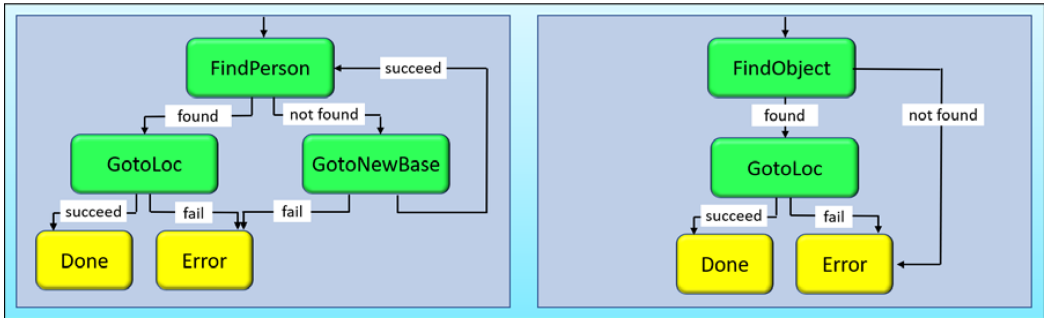 FindPerson
succeed
found
not found
GotoLoc
GotoNewBase
succeed
fail
fail
Done
Error
FindObject
found
not found
GotoLoc
succeed
fail
Done
Error